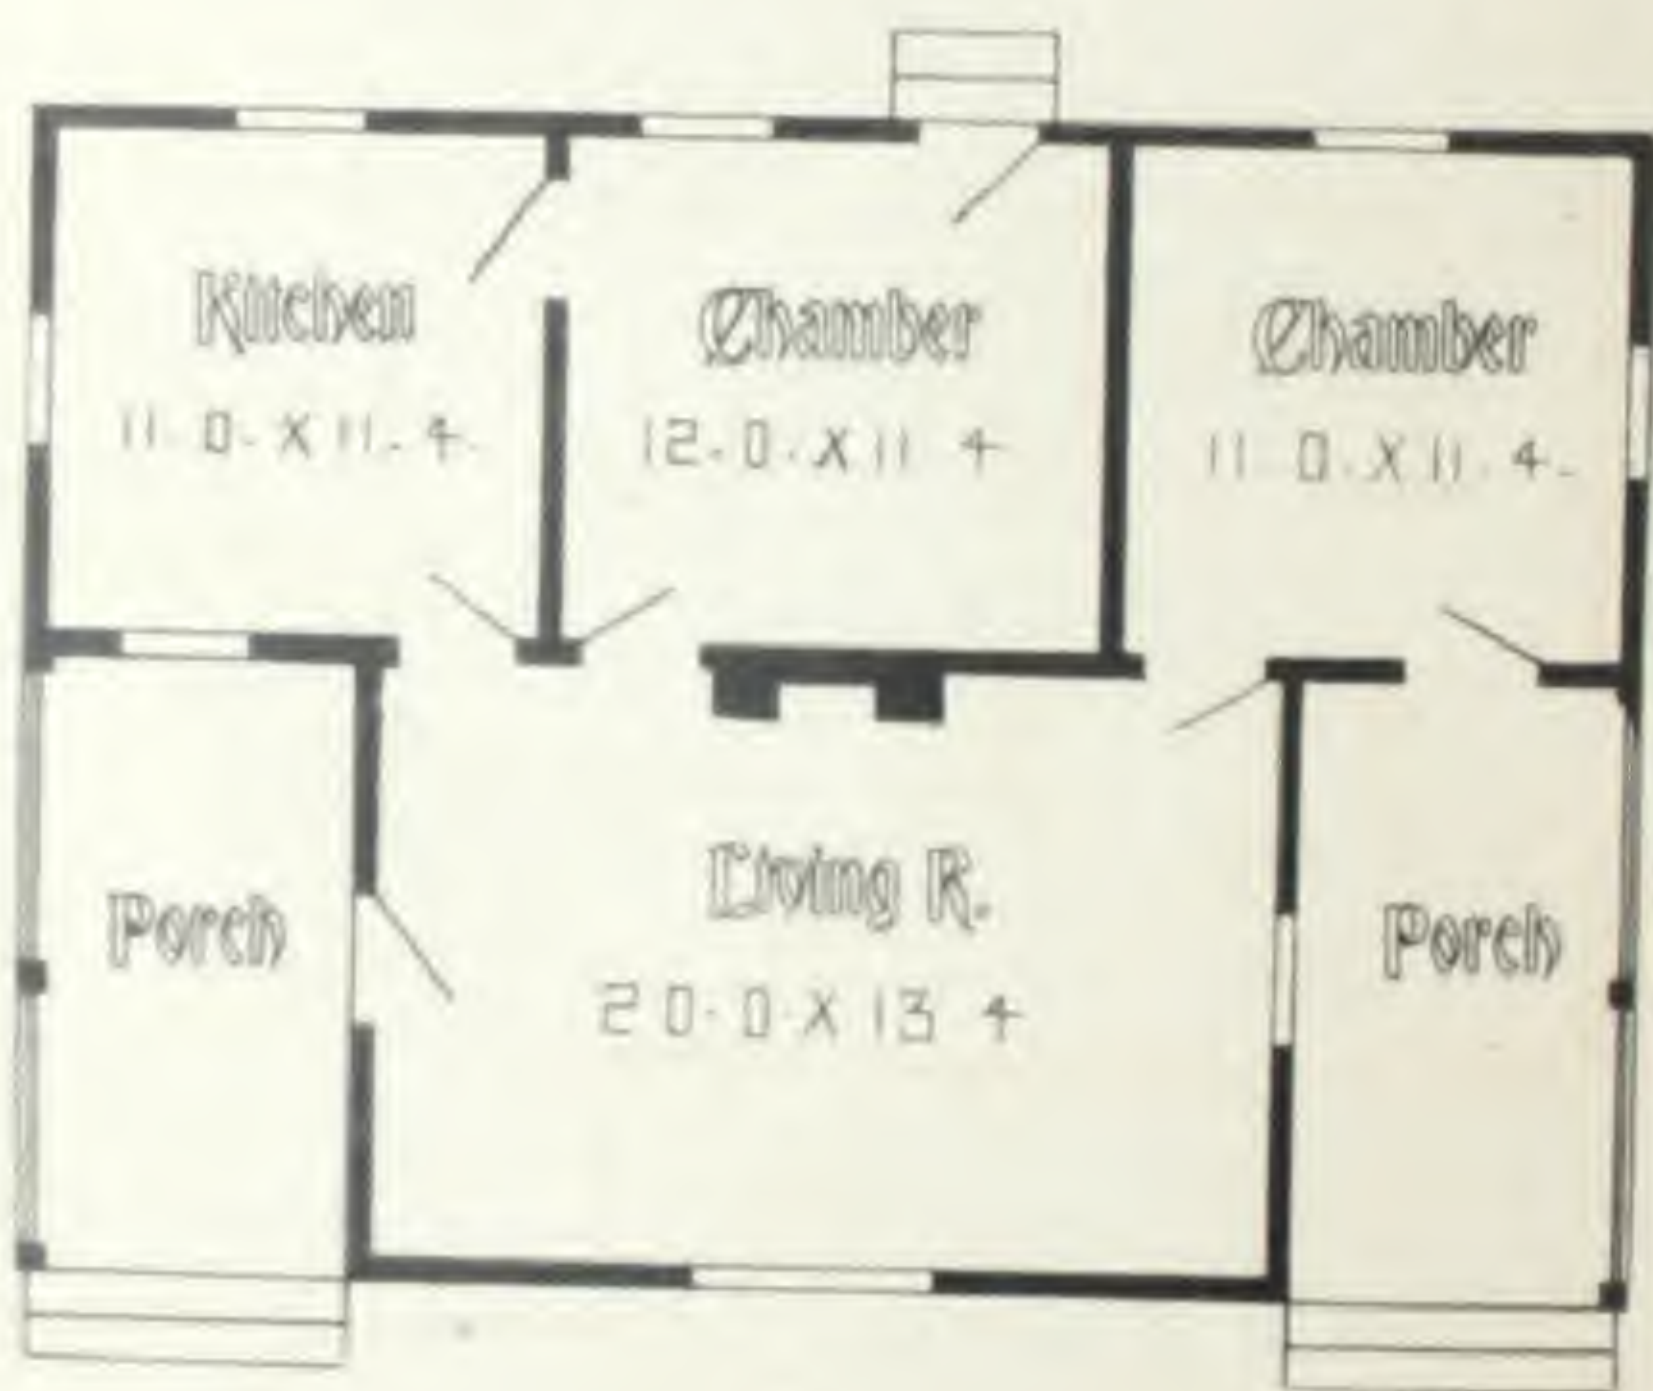 Kitchen
11-0-X 11-4-
Chamber
12-0-X 11 4
Chamber
11 0-X 11-4-
Living R.
20-0-X 13 4
Porch
Porch